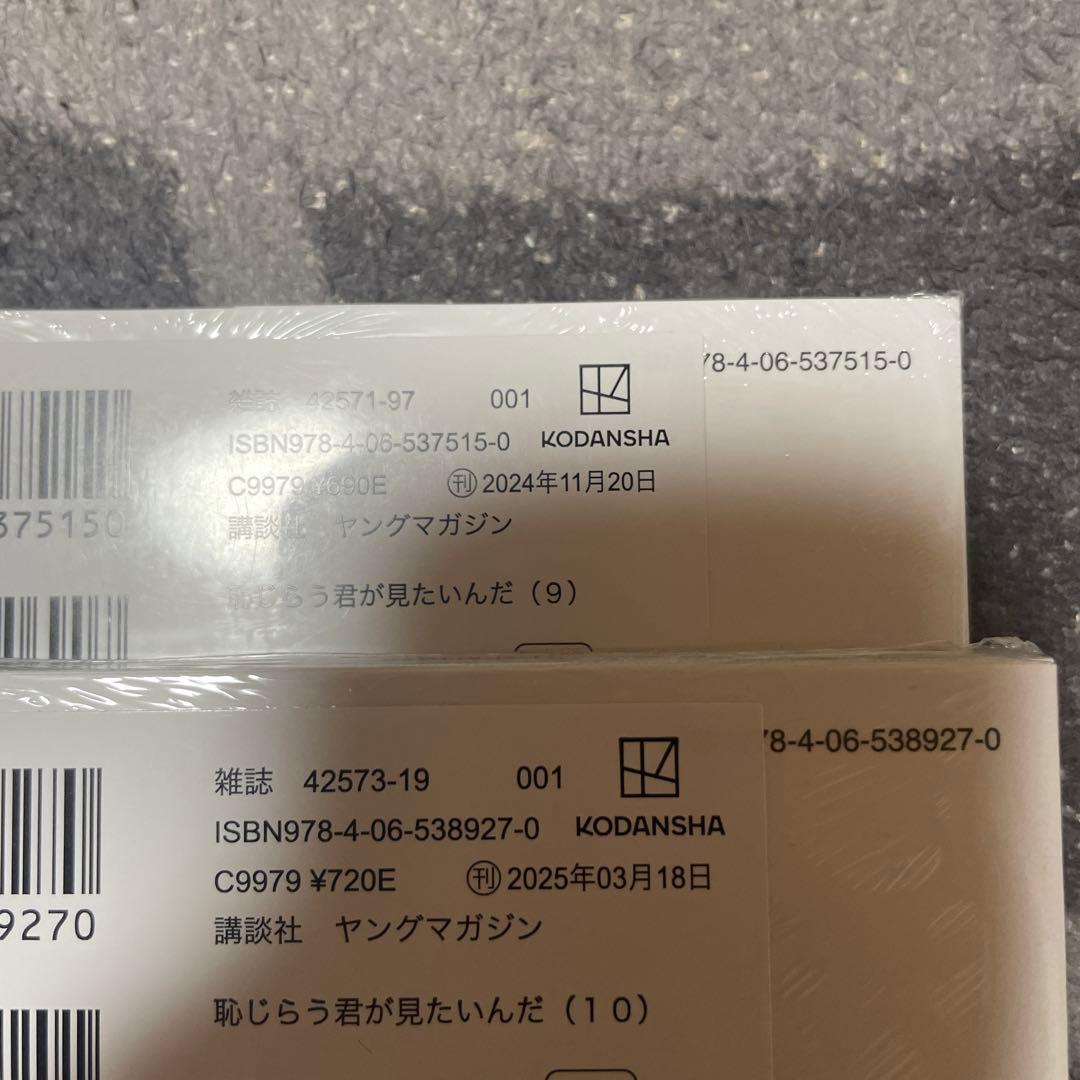 78-4-06-537515-0
雑誌　42571-97　001
ISBN978-4-06-537515-0　KODANSHA
C9979 ¥690E　㊗刊 2024年11月20日
講談社　ヤングマガジン
恥じらう君が見たいんだ（９）
375150
78-4-06-538927-0
雑誌　42573-19　001
ISBN978-4-06-538927-0　KODANSHA
C9979 ¥720E　刊 2025年03月18日
講談社　ヤングマガジン
恥じらう君が見たいんだ（１０）
9270